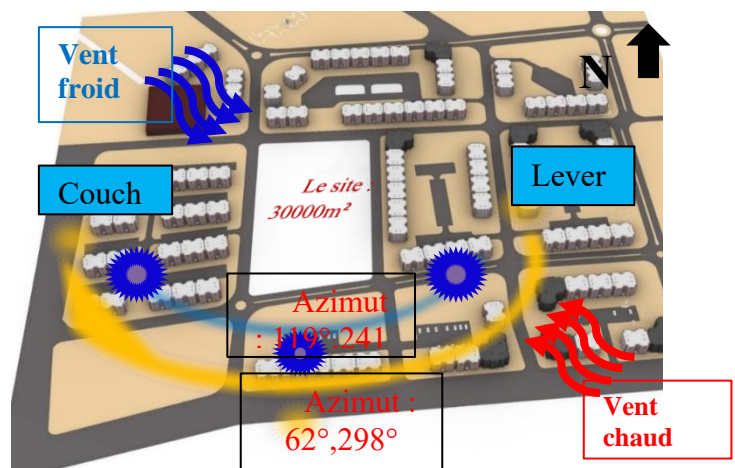 Vent
froid
N
Couch
Lever
Le site :
30000m²
Azimut
: 119°.241
Azimut :
62°,298°
Vent
chaud